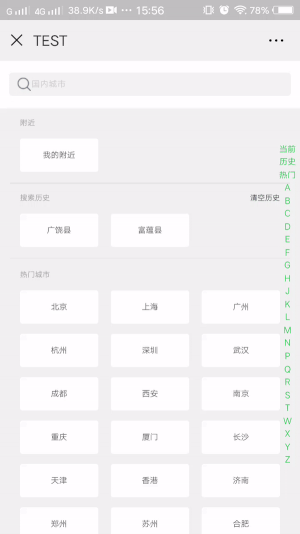 G 4G 38.9K/s ··· 15:56 78%
× TEST ···
国内城市
附近
我的附近
搜索历史 清空历史
广饶县 富蕴县
热门城市
北京 上海 广州
杭州 深圳 武汉
成都 西安 南京
重庆 厦门 长沙
天津 香港 济南
郑州 苏州 合肥
当前
历史
热门
A
B
C
D
E
F
G
H
J
K
L
M
N
P
Q
R
S
T
W
X
Y
Z